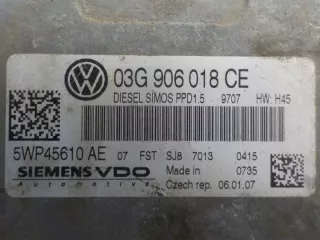 03G 906 018 CE
DIESEL SIMOS PPD1.5 9707 HW: H45
5WP45610 AE 07 FST SJ8 7013 0415
SIEMENS VDO Made in 0735
Automotive Czech rep. 06.01.07